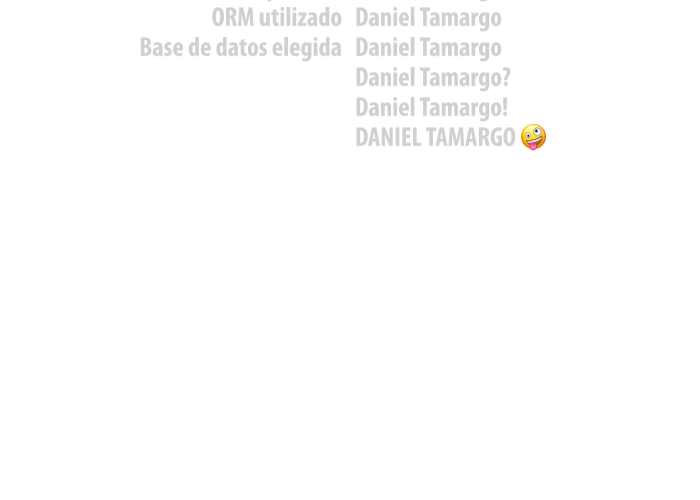 ORM utilizado Daniel Tamargo
Base de datos elegida Daniel Tamargo
Daniel Tamargo?
Daniel Tamargo!
DANIEL TAMARGO 🤪